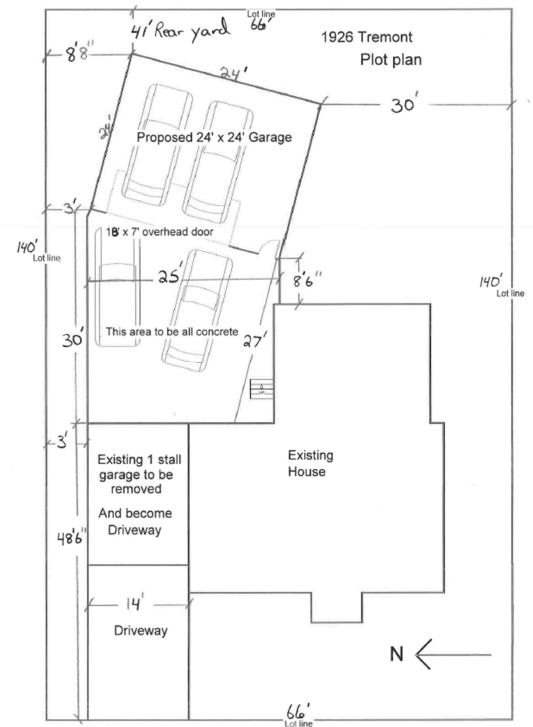 41' Rear yard
Lot line
66'
1926 Tremont
Plot plan
8'8"
24'
30'
24'
Proposed 24' x 24' Garage
3'
18' x 7' overhead door
140'
Lot line
25'
8'6"
140'
Lot line
This area to be all concrete
30'
27'
3'
Existing 1 stall
garage to be
removed
And become
Driveway
Existing
House
48'6"
14'
Driveway
N
66'
Lot line